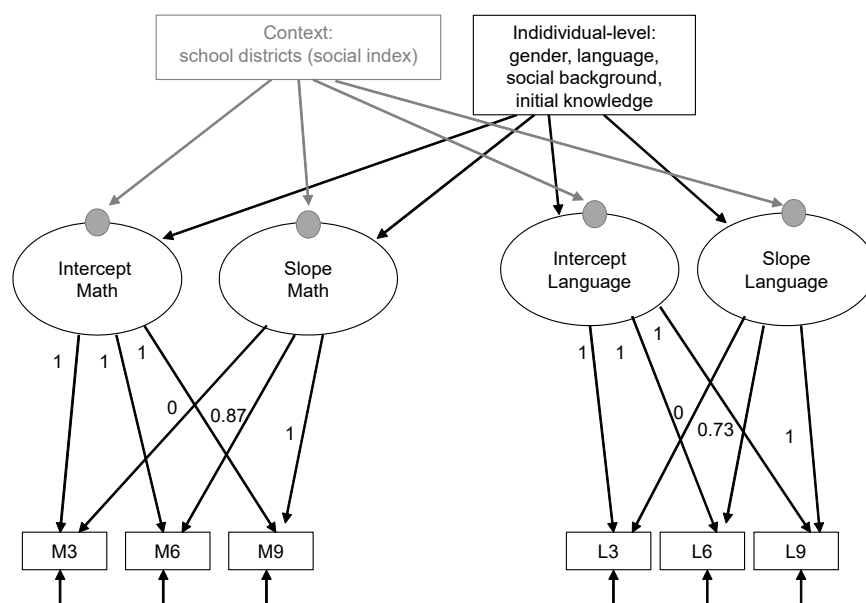 Context:
school districts (social index)
Indidividual-level:
gender, language,
social background,
initial knowledge
Intercept
Math
Slope
Math
Intercept
Language
Slope
Language
1
1
1
0
0.87
1
1
1
1
0
0.73
1
M3
M6
M9
L3
L6
L9